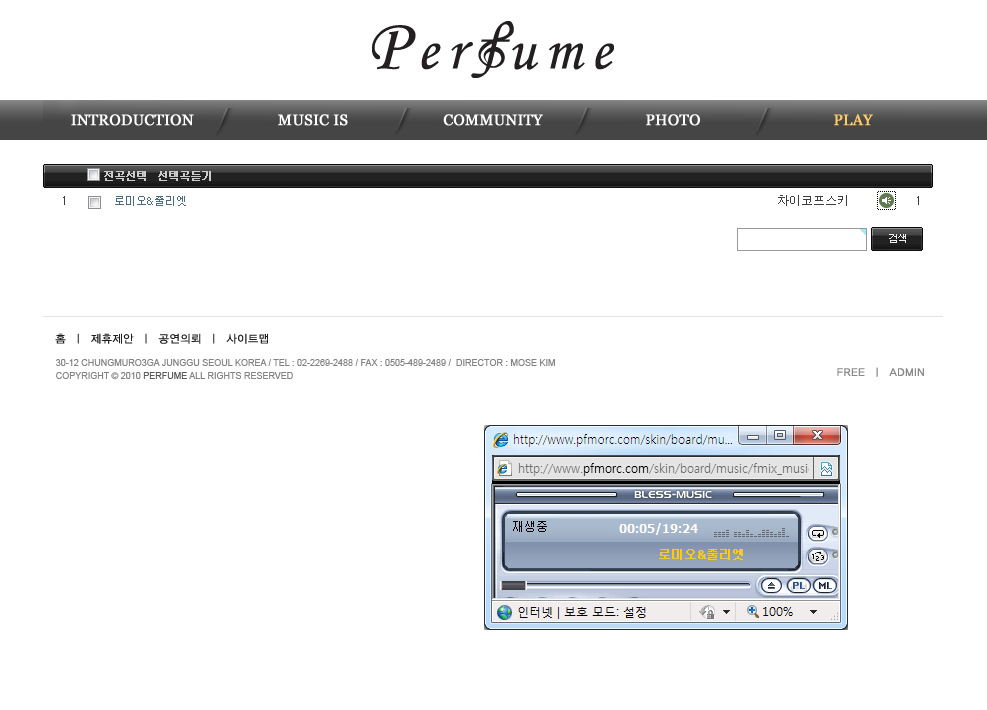 Perfume
INTRODUCTION MUSIC IS COMMUNITY PHOTO PLAY
전곡선택 선택곡듣기
1 로미오&쥴리엣 차이코프스키 1
검색
홈 | 제휴제안 | 공연의뢰 | 사이트맵
30-12 CHUNGMURO3GA JUNGGU SEOUL KOREA / TEL : 02-2269-2488 / FAX : 0505-489-2489 / DIRECTOR : MOSE KIM
COPYRIGHT © 2010 PERFUME ALL RIGHTS RESERVED
FREE | ADMIN
http://www.pfmorc.com/skin/board/mu...
http://www.pfmorc.com/skin/board/music/fmix_musi
BLESS-MUSIC
재생중 00:05/19:24
로미오&쥴리엣
123
PL ML
인터넷 | 보호 모드: 설정 100%